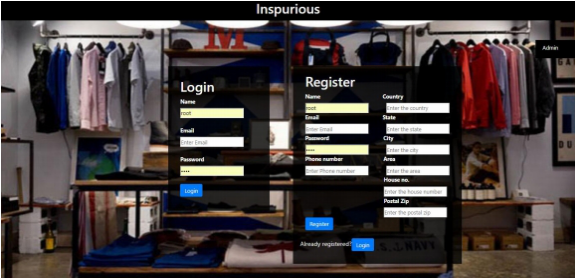 Inspurious
Admin
M
Login
Name
root
Email
Enter Email
Password
••••
Login
Register
Name
root
Email
Enter Email
Password
••••
Phone number
Enter Phone number
Country
Enter the country
State
Enter the state
City
Enter the city
Area
Enter the area
House no.
Enter the house number
Postal Zip
Enter the postal zip
Register
Already registered? Login
U.S. NAVY